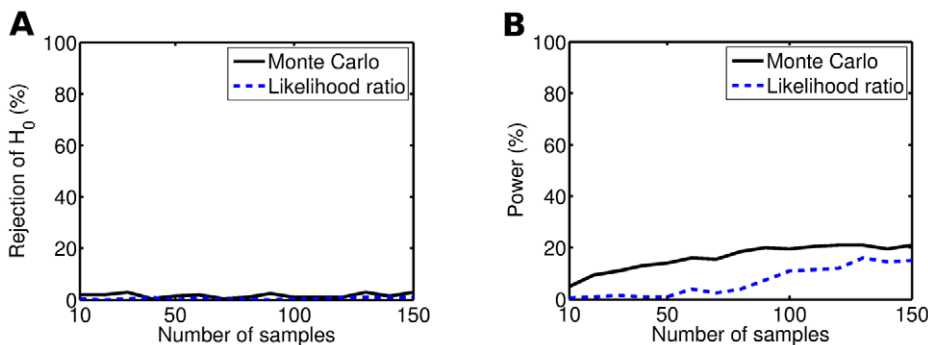 A
Rejection of H0 (%)
100
80
60
40
20
0
10
50
100
150
Number of samples
Monte Carlo
Likelihood ratio
B
Power (%)
100
80
60
40
20
0
10
50
100
150
Number of samples
Monte Carlo
Likelihood ratio